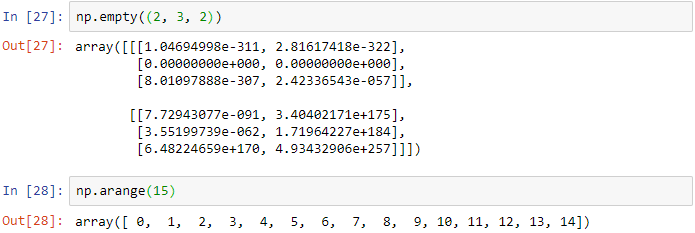 In [27]: np.empty((2, 3, 2))
Out[27]: array([[[1.04694998e-311, 2.81617418e-322],
[0.00000000e+000, 0.00000000e+000],
[8.01097888e-307, 2.42336543e-057]],
[[7.72943077e-091, 3.40402171e+175],
[3.55199739e-062, 1.71964227e+184],
[6.48224659e+170, 4.93432906e+257]]])
In [28]: np.arange(15)
Out[28]: array([ 0,  1,  2,  3,  4,  5,  6,  7,  8,  9, 10, 11, 12, 13, 14])